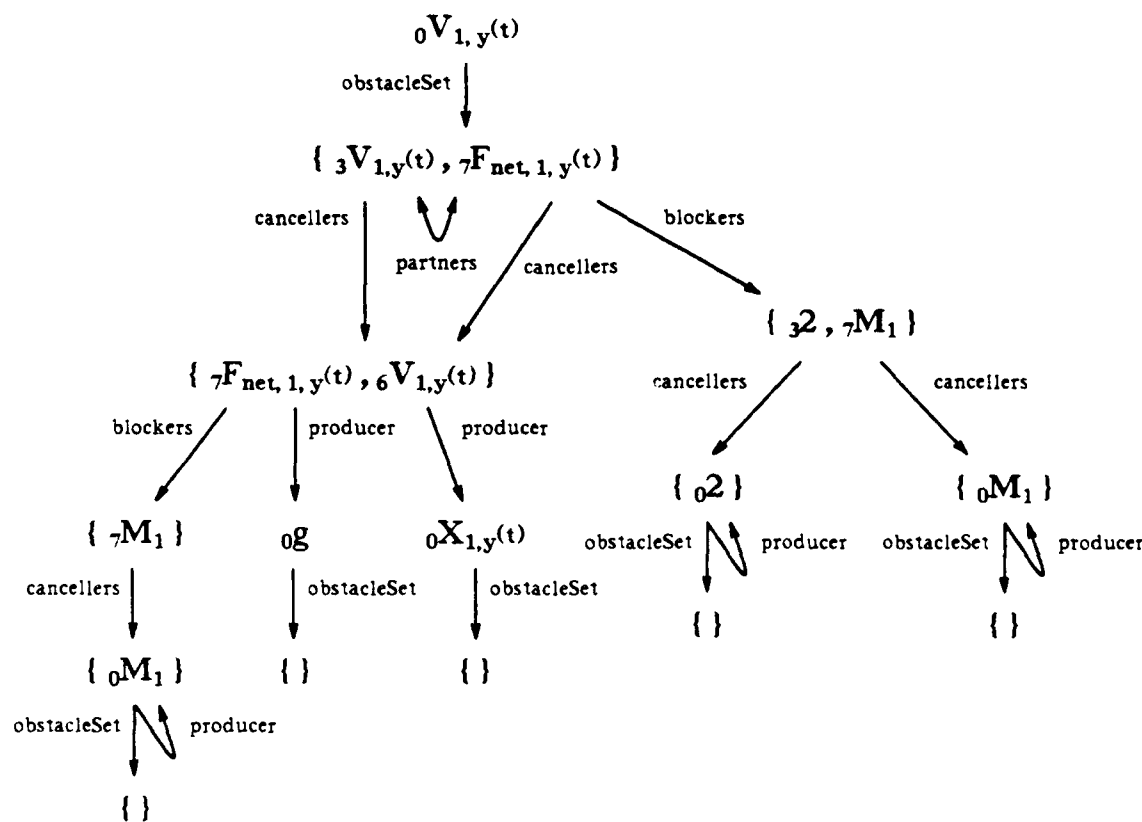 0V1, y(t)
obstacleSet
{ 3V1,y(t) , 7Fnet, 1, y(t) }
cancellers
partners
cancellers
blockers
{ 32 , 7M1 }
{ 7Fnet, 1, y(t) , 6V1,y(t) }
cancellers
cancellers
blockers
producer
producer
{ 02 }
{ 0M1 }
{ 7M1 }
0g
0X1,y(t)
obstacleSet
producer
obstacleSet
producer
cancellers
obstacleSet
obstacleSet
{ }
{ }
{ 0M1 }
{ }
{ }
obstacleSet
producer
{ }